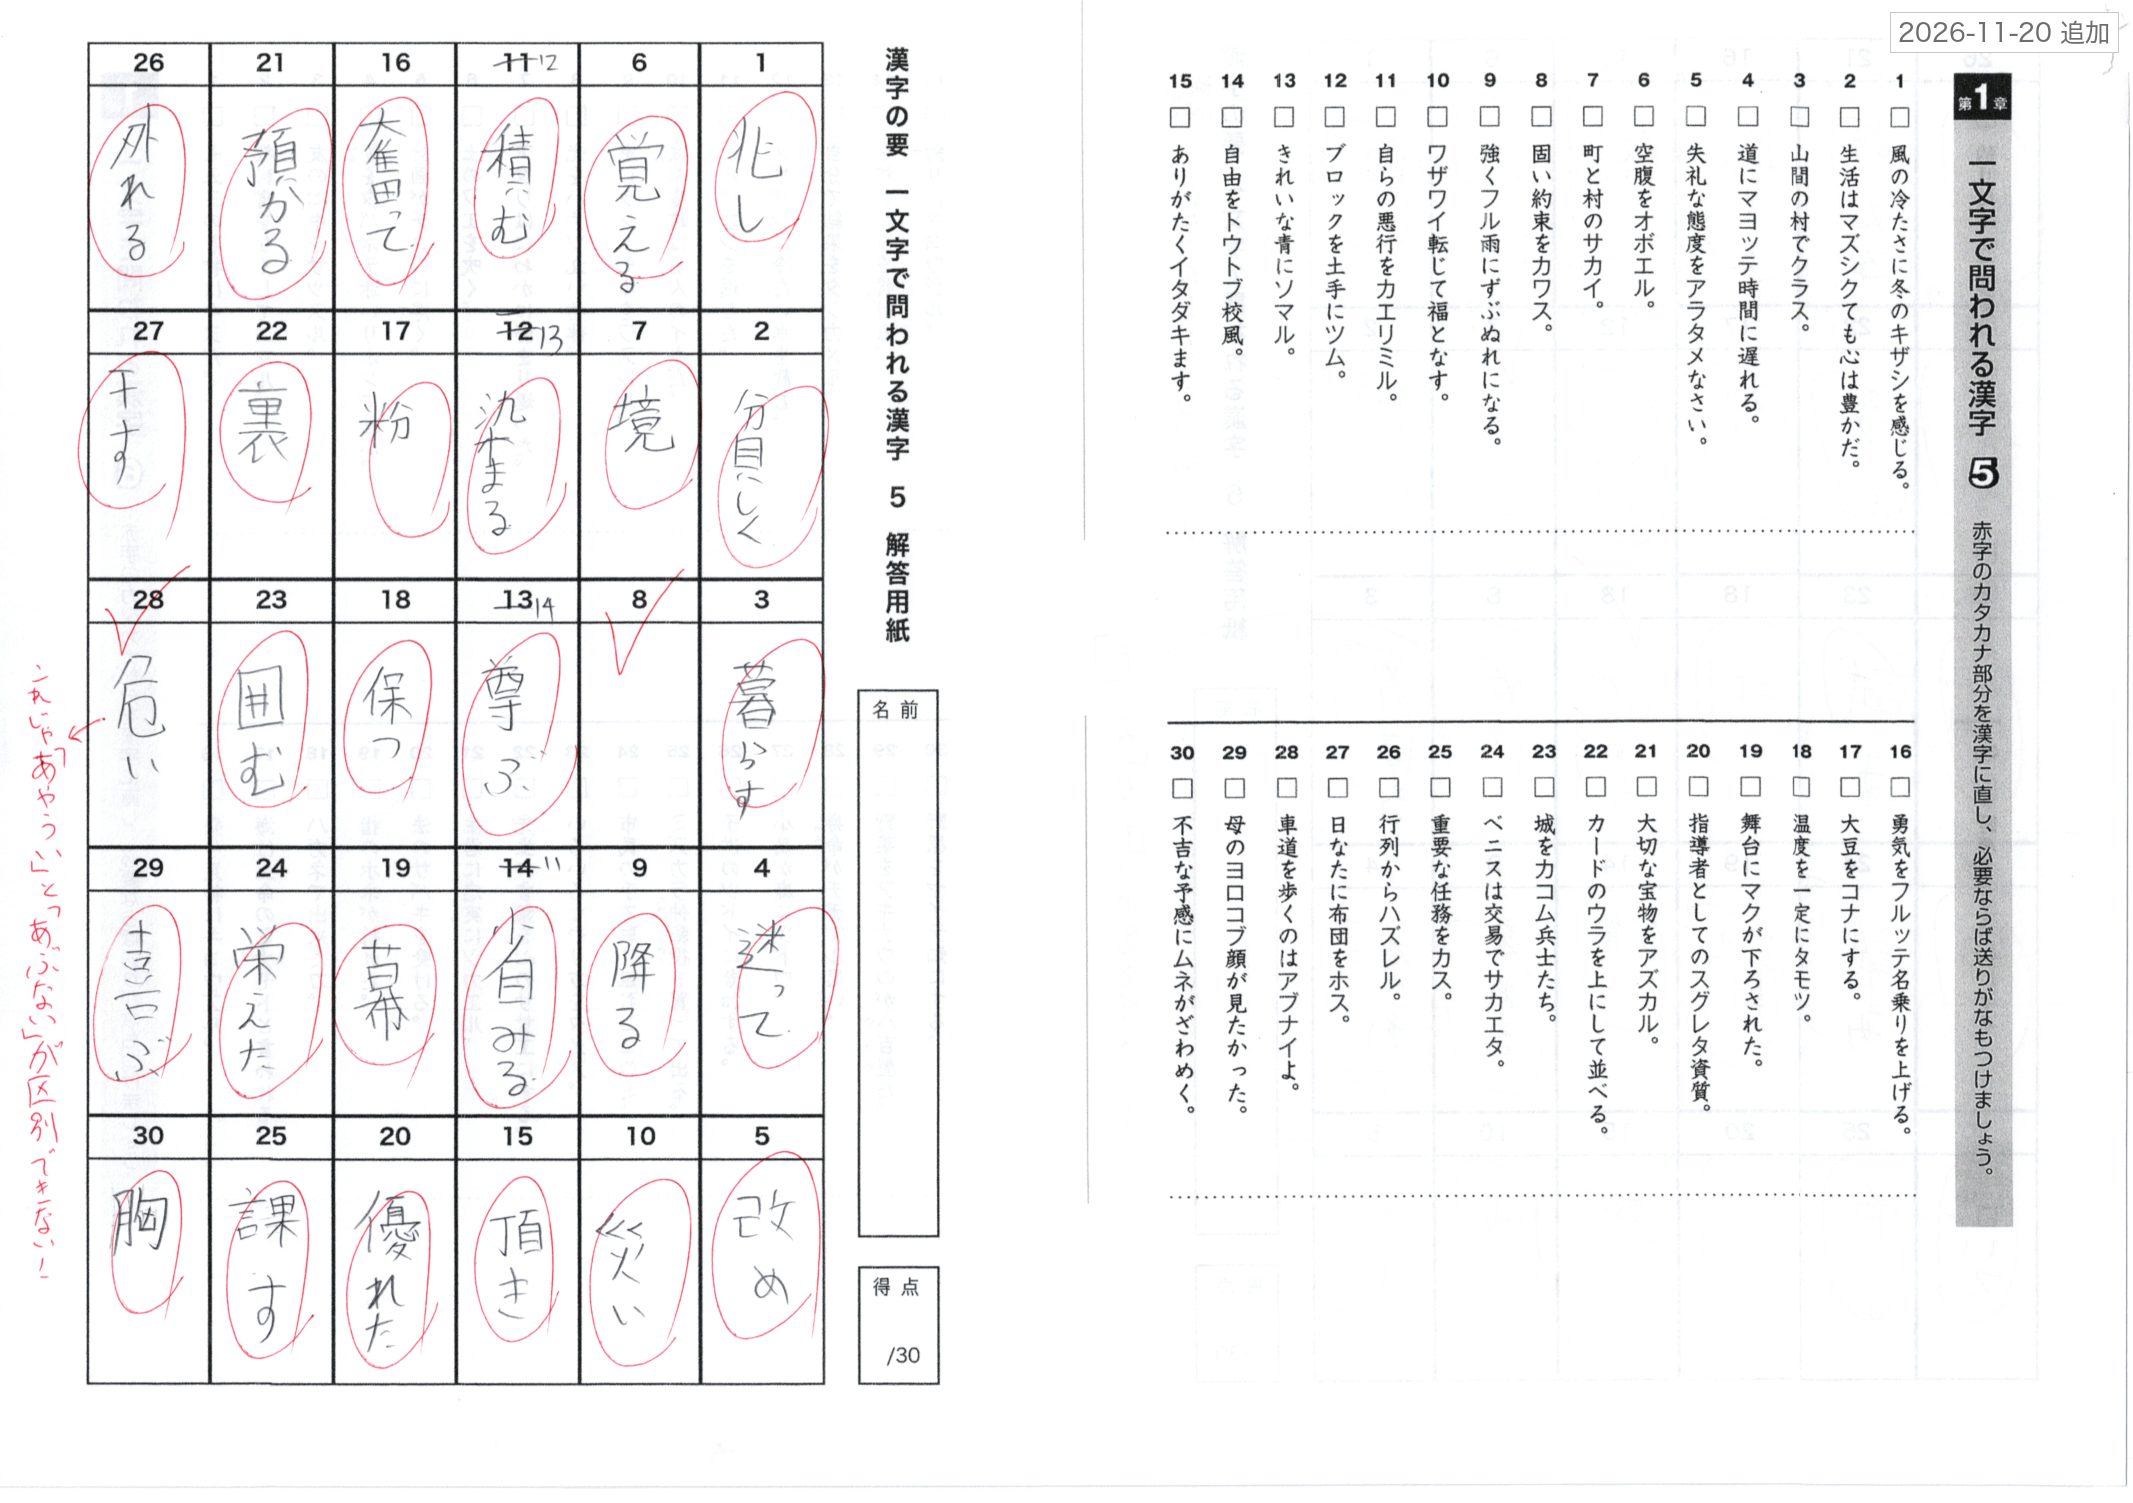 2026-11-20 追加
第1章 一文字で問われる漢字 5 赤字のカタカナ部分を漢字に直し、必要ならば送りがなもつけましょう。
1 □ 風の冷たさに冬のキザシを感じる。
2 □ 生活はマズシクても心は豊かだ。
3 □ 山間の村でクラス。
4 □ 道にマヨッテ時間に遅れる。
5 □ 失礼な態度をアラタメなさい。
6 □ 空腹をオボエル。
7 □ 町と村のサカイ。
8 □ 固い約束をカワス。
9 □ 強くフル雨にずぶぬれになる。
10 □ ワザワイ転じて福となす。
11 □ 自らの悪行をカエリミル。
12 □ ブロックを土手にツム。
13 □ きれいな青にソマル。
14 □ 自由をトウトブ校風。
15 □ ありがたくイタダキます。
16 □ 勇気をフルッテ名乗りを上げる。
17 □ 大豆をコナにする。
18 □ 温度を一定にタモツ。
19 □ 舞台にマクが下ろされた。
20 □ 指導者としてのスグレタ資質。
21 □ 大切な宝物をアズカル。
22 □ カードのウラを上にして並べる。
23 □ 城をカコム兵士たち。
24 □ ベニスは交易でサカエタ。
25 □ 重要な任務をカス。
26 □ 行列からハズレル。
27 □ 日なたに布団をホス。
28 □ 車道を歩くのはアブナイよ。
29 □ 母のヨロコブ顔が見たかった。
30 □ 不吉な予感にムネがざわめく。
漢字の要 一文字で問われる漢字 5 解答用紙
名前
得点
/30
1
兆し
2
貧しく
3
暮らす
4
迷って
5
改め
6
覚える
7
境
8
9
降る
10
災い
11 12
積む
12 13
染まる
13 14
尊ぶ
14 11
省みる
15
頂き
16
奮って
17
粉
18
保つ
19
幕
20
優れた
21
預かる
22
裏
23
囲む
24
栄えた
25
課す
26
外れる
27
干す
28
危い
29
喜ぶ
30
胸
これじゃあ「あやうい」と「あぶない」が区別できない!